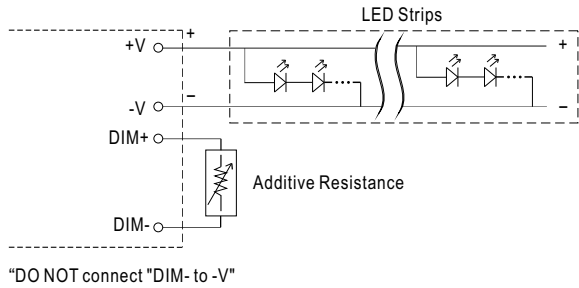 LED Strips
+V
+
+
-V
–
–
DIM+
Additive Resistance
DIM-
“DO NOT connect "DIM- to -V"